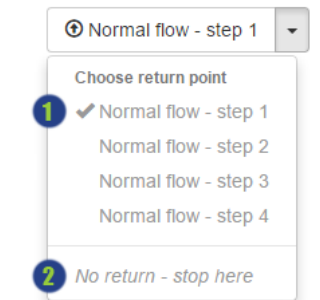 Normal flow - step 1
Choose return point
1 Normal flow - step 1
Normal flow - step 2
Normal flow - step 3
Normal flow - step 4
2 No return - stop here